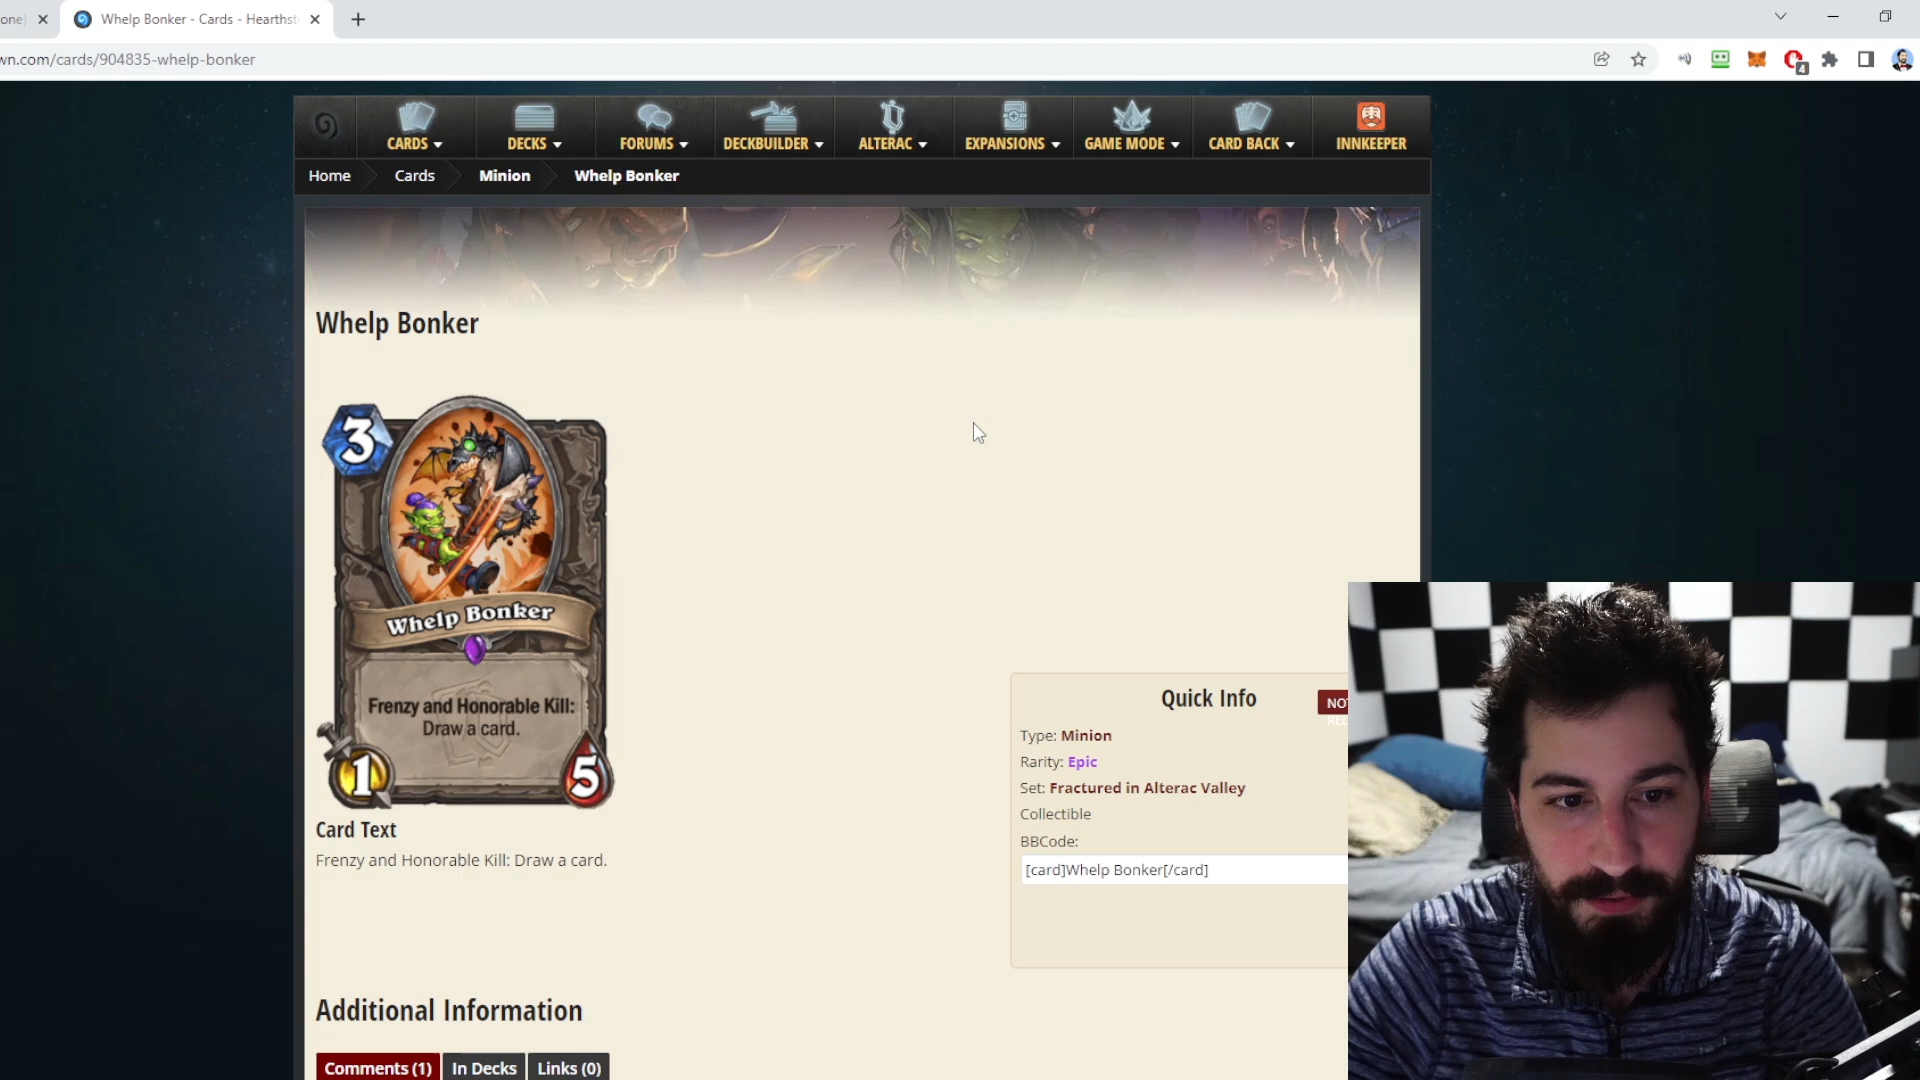 one)
Whelp Bonker - Cards - Hearthst
wn.com/cards/904835-whelp-bonker
4
CARDS
DECKS
FORUMS
DECKBUILDER
ALTERAC
EXPANSIONS
GAME MODE
CARD BACK
INNKEEPER
Home
Cards
Minion
Whelp Bonker
Whelp Bonker
3
Whelp Bonker
Frenzy and Honorable Kill:
Draw a card.
1
5
Card Text
Frenzy and Honorable Kill: Draw a card.
Quick Info
NO
Type: Minion
Rarity: Epic
Set: Fractured in Alterac Valley
Collectible
BBCode:
[card]Whelp Bonker[/card]
Additional Information
Comments (1)
In Decks
Links (0)